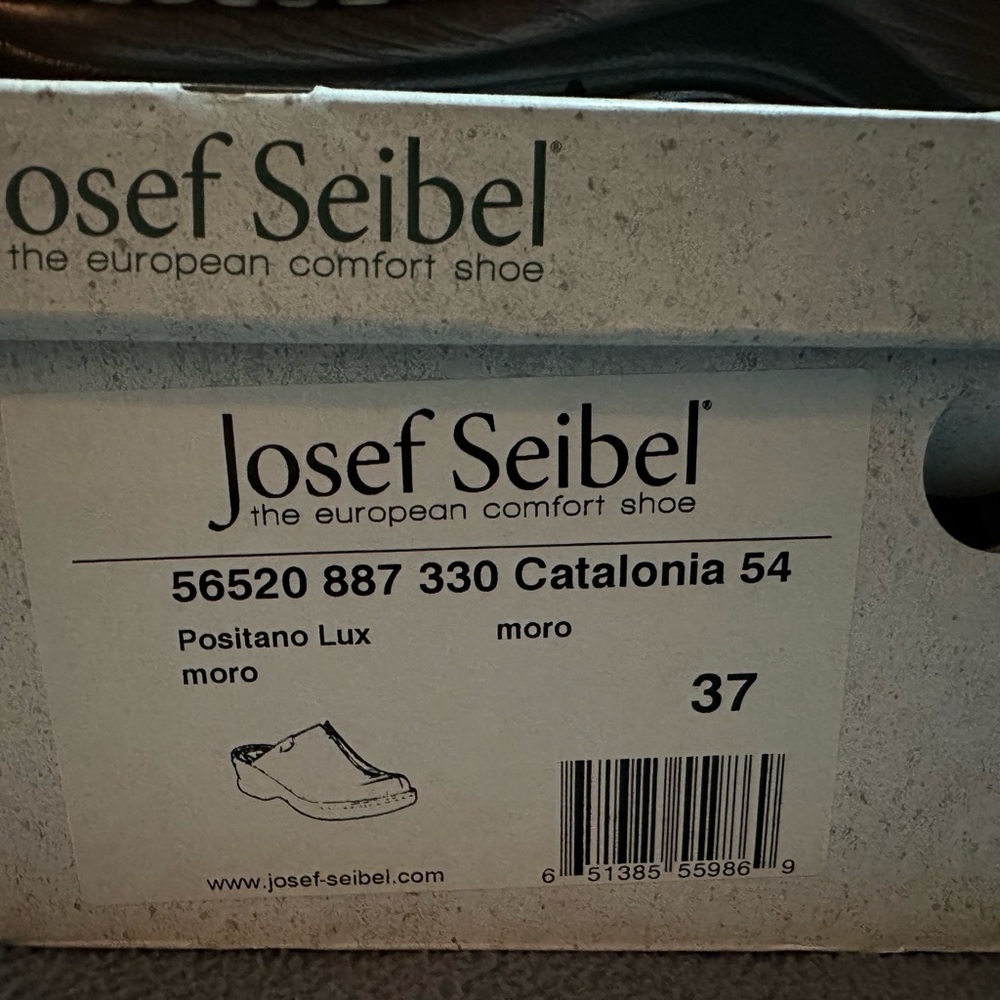 osef Seibel®
the european comfort shoe
Josef Seibel®
the european comfort shoe
56520 887 330 Catalonia 54
Positano Lux moro
moro
37
6 51385 55986 9
www.josef-seibel.com